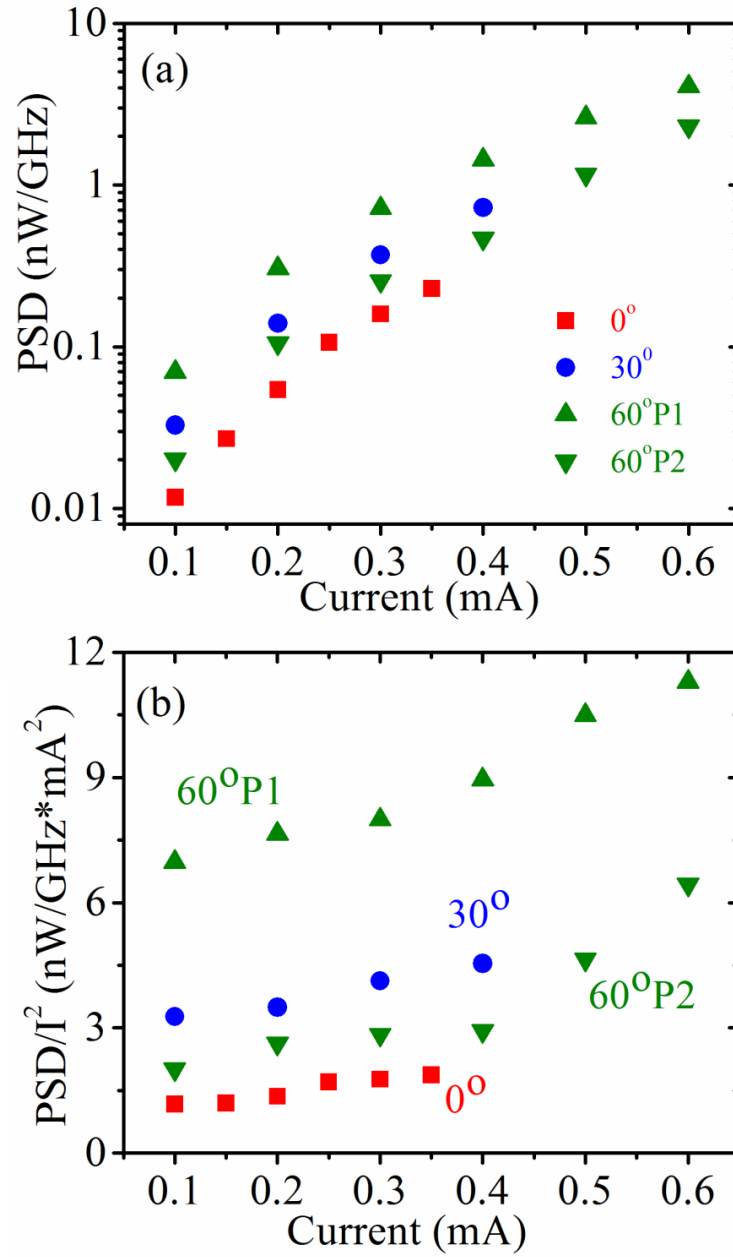 10
(a)
1
0.1
0.01
PSD (nW/GHz)
0°
30⁰
60°P1
60°P2
0.1 0.2 0.3 0.4 0.5 0.6
Current (mA)
12
(b)
9
6
3
0
PSD/I² (nW/GHz*mA²)
60°P1
30°
60°P2
0°
0.1 0.2 0.3 0.4 0.5 0.6
Current (mA)